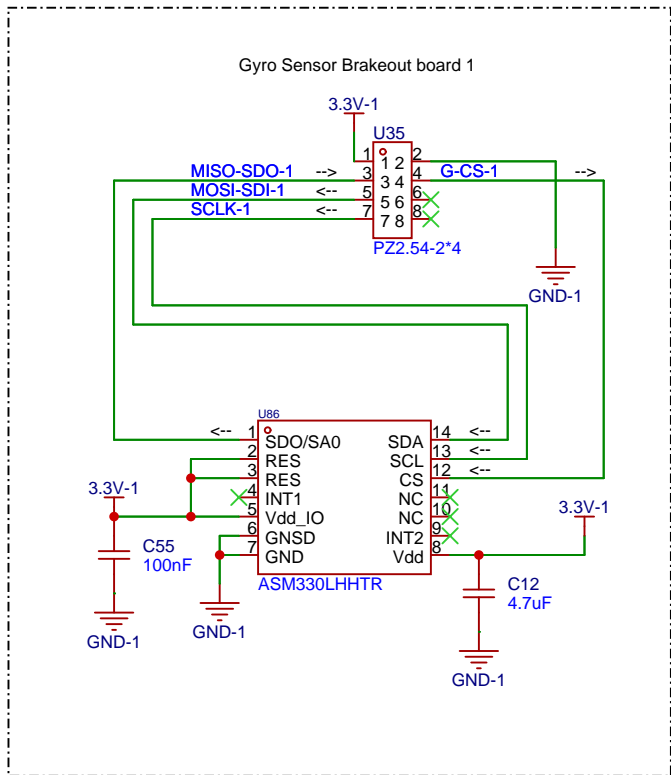 Gyro Sensor Brakeout board 1
3.3V-1
U35
1 1 2 2
MISO-SDO-1 --> 3 3 4 4 G-CS-1 -->
MOSI-SDI-1 <-- 5 5 6 6
SCLK-1 <-- 7 7 8 8
PZ2.54-2*4
GND-1
U86
<-- 1 SDO/SA0 SDA 14 <--
2 RES SCL 13 <--
3 RES CS 12 <--
4 INT1 NC 11
5 Vdd_IO NC 10
6 GNSD INT2 9
7 GND Vdd 8
ASM330LHHTR
3.3V-1
C55
100nF
GND-1
GND-1
3.3V-1
C12
4.7uF
GND-1